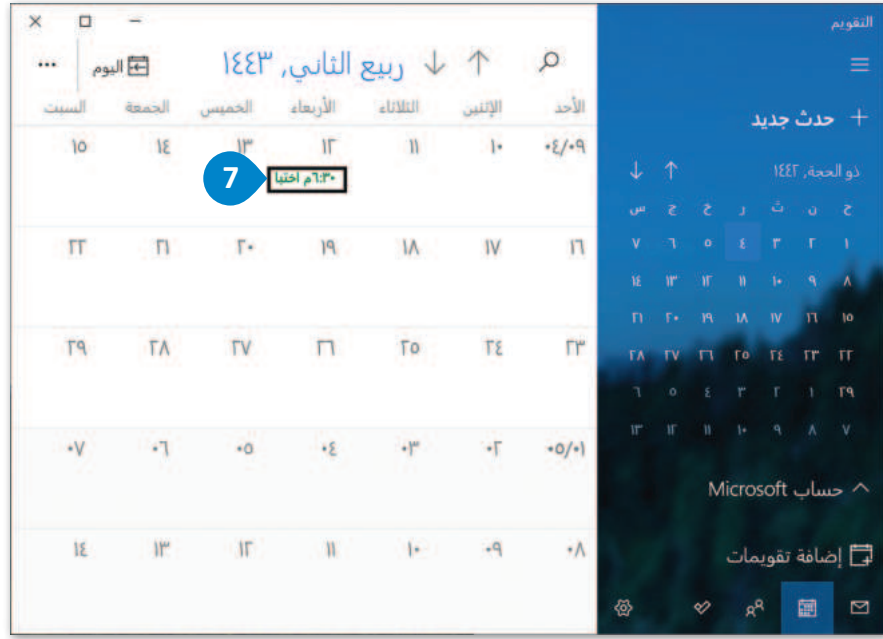 التقويم
حدث جديد
ذو الحجة, ١٤٤٢
ح ن ث ر خ ج س
١ ٢ ٣ ٤ ٥ ٦ ٧
٨ ٩ ١٠ ١١ ١٢ ١٣ ١٤
١٥ ١٦ ١٧ ١٨ ١٩ ٢٠ ٢١
٢٢ ٢٣ ٢٤ ٢٥ ٢٦ ٢٧ ٢٨
٢٩ ١ ٢ ٣ ٤ ٥ ٦
٧ ٨ ٩ ١٠ ١١ ١٢ ١٣
حساب Microsoft
إضافة تقويمات
ربيع الثاني, ١٤٤٣
اليوم
الأحد الإثنين الثلاثاء الأربعاء الخميس الجمعة السبت
٠٤/٠٩ ١٠ ١١ ١٢ ١٣ ١٤ ١٥
٦:٣٠م اختبا
7
١٦ ١٧ ١٨ ١٩ ٢٠ ٢١ ٢٢
٢٣ ٢٤ ٢٥ ٢٦ ٢٧ ٢٨ ٢٩
٠٥/٠١ ٠٢ ٠٣ ٠٤ ٠٥ ٠٦ ٠٧
٠٨ ٠٩ ١٠ ١١ ١٢ ١٣ ١٤